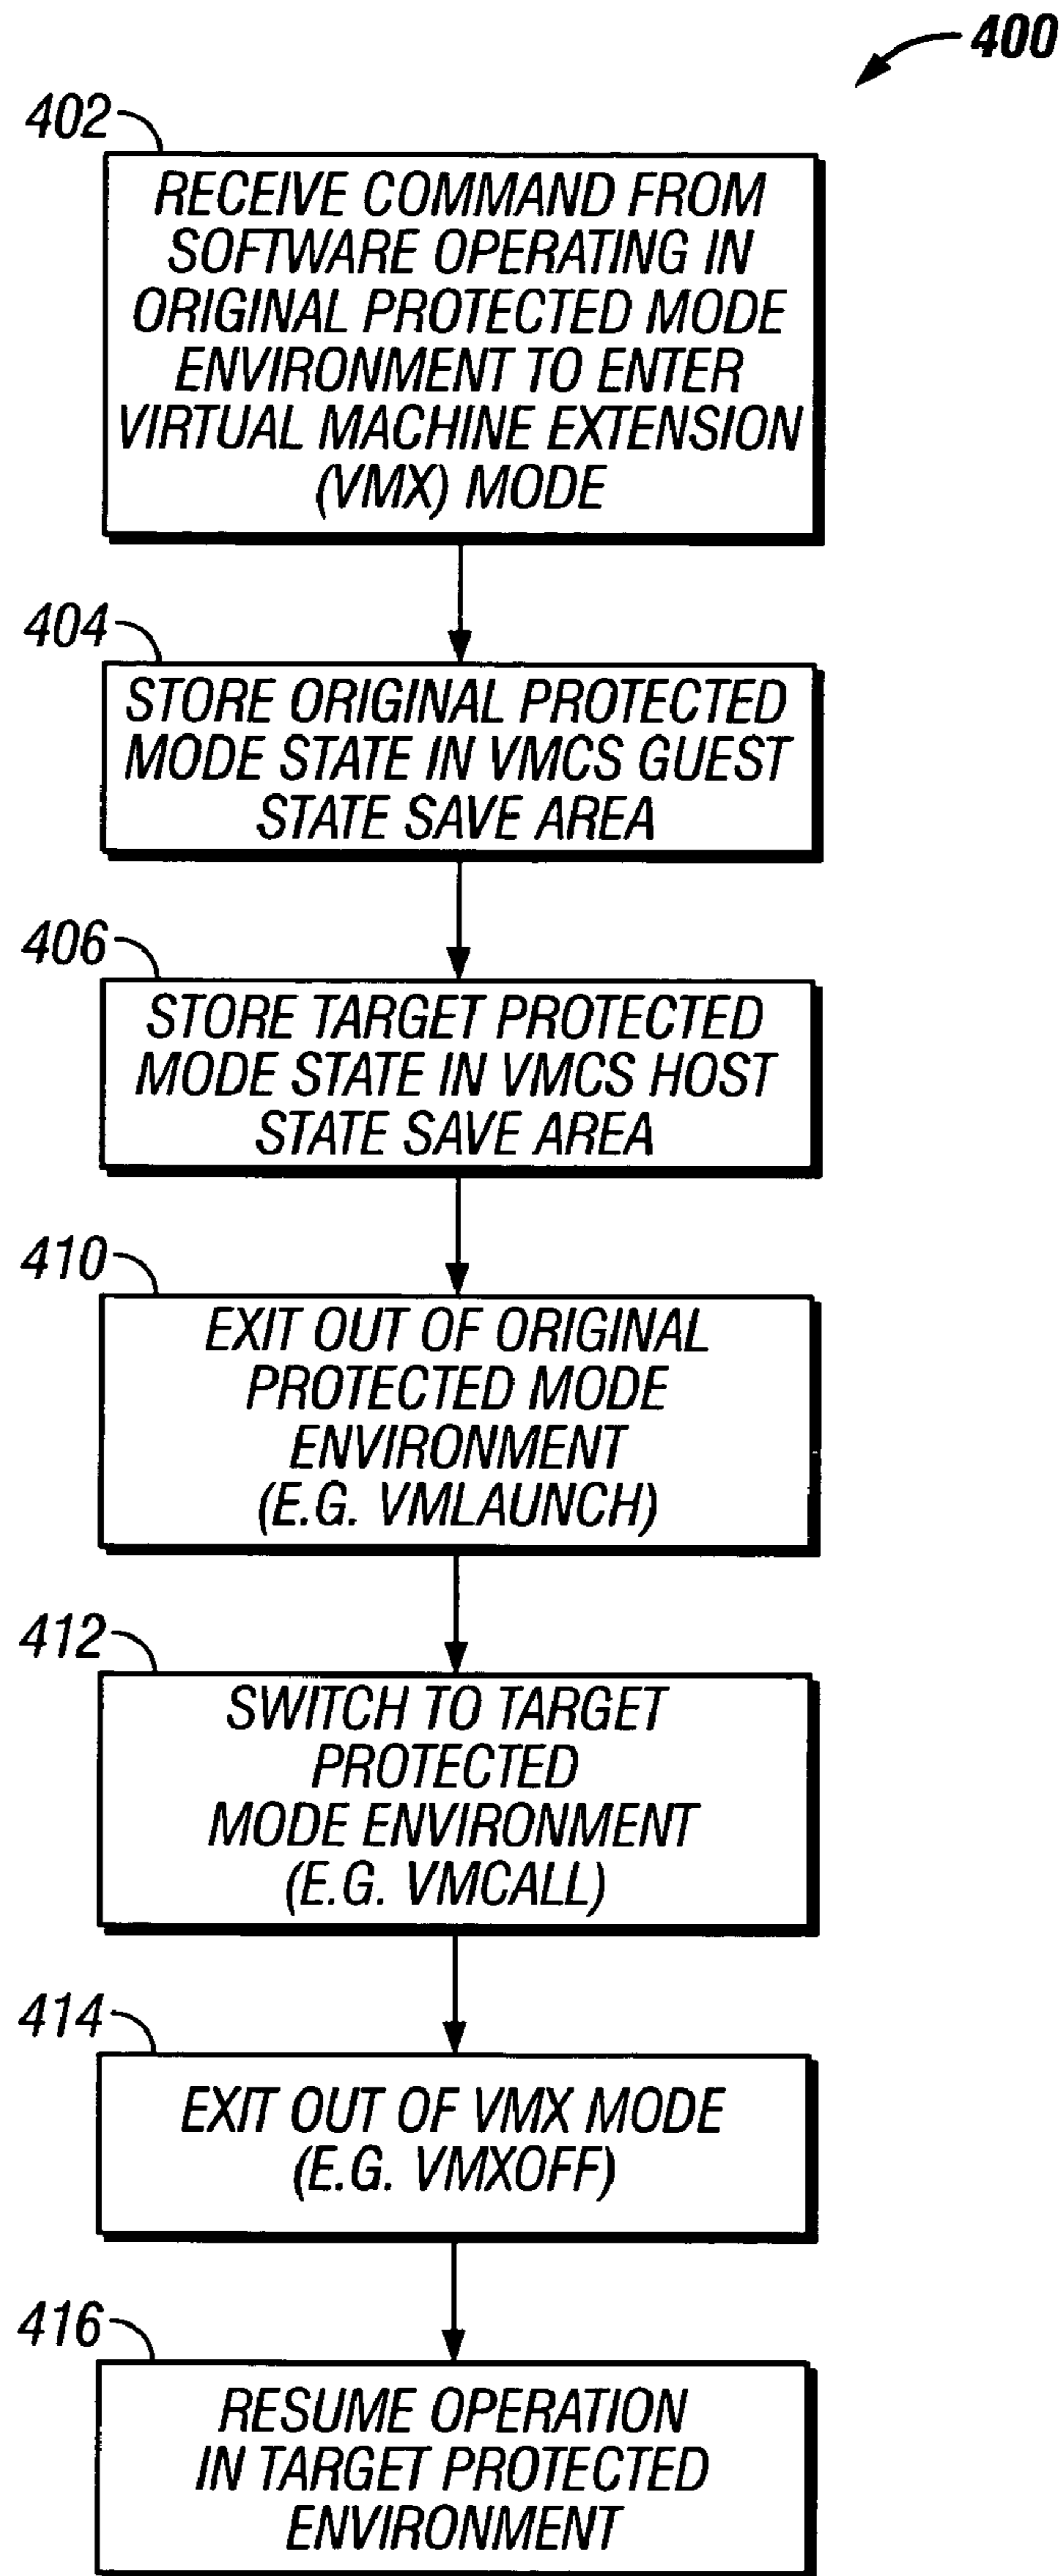 400
402
RECEIVE COMMAND FROM
SOFTWARE OPERATING IN
ORIGINAL PROTECTED MODE
ENVIRONMENT TO ENTER
VIRTUAL MACHINE EXTENSION
(VMX) MODE
404
STORE ORIGINAL PROTECTED
MODE STATE IN VMCS GUEST
STATE SAVE AREA
406
STORE TARGET PROTECTED
MODE STATE IN VMCS HOST
STATE SAVE AREA
410
EXIT OUT OF ORIGINAL
PROTECTED MODE
ENVIRONMENT
(E.G. VMLAUNCH)
412
SWITCH TO TARGET
PROTECTED
MODE ENVIRONMENT
(E.G. VMCALL)
414
EXIT OUT OF VMX MODE
(E.G. VMXOFF)
416
RESUME OPERATION
IN TARGET PROTECTED
ENVIRONMENT